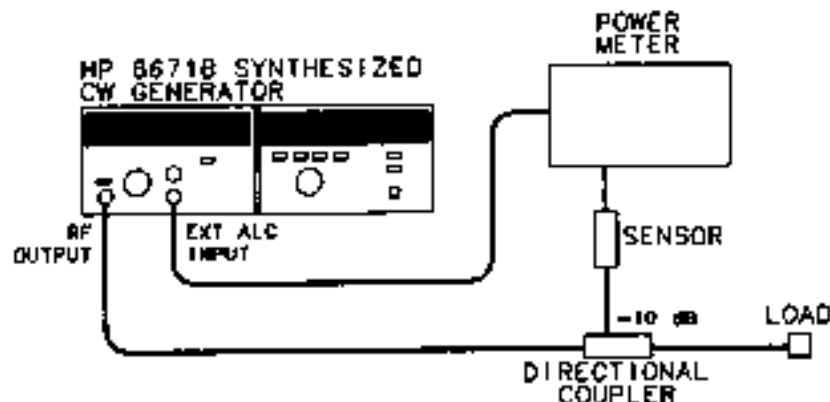 POWER
METER
HP 8671B SYNTHESIZED
CW GENERATOR
RF
OUTPUT
EXT ALC
INPUT
SENSOR
-10 dB
LOAD
DIRECTIONAL
COUPLER